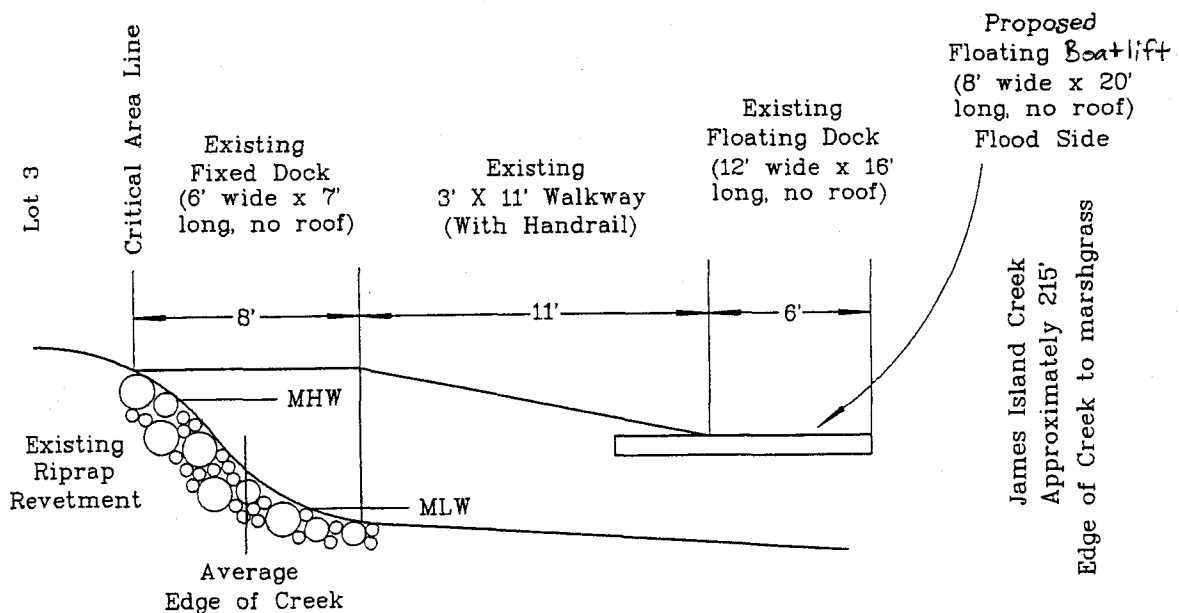 Lot 3
Critical Area Line
Existing
Fixed Dock
(6' wide x 7'
long, no roof)
Existing
3' X 11' Walkway
(With Handrail)
Existing
Floating Dock
(12' wide x 16'
long, no roof)
Proposed
Floating Boatlift
(8' wide x 20'
long, no roof)
Flood Side
8'
11'
6'
MHW
Existing
Riprap
Revetment
MLW
Average
Edge of Creek
James Island Creek
Approximately 215'
Edge of Creek to marshgrass